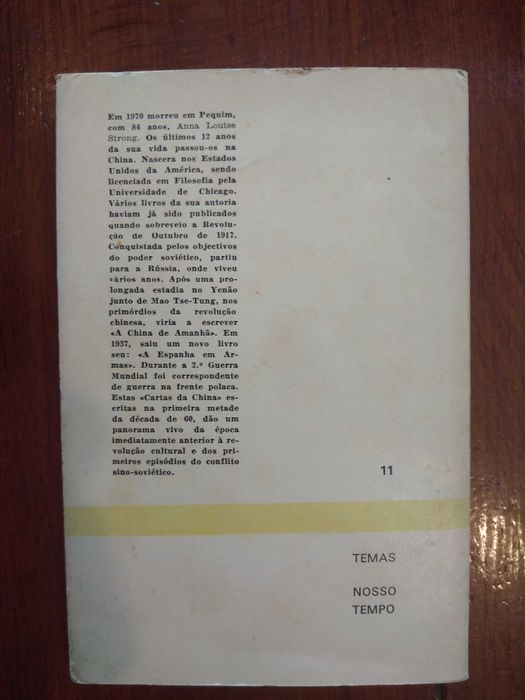 Em 1970 morreu em Pequim,
com 84 anos, Anna Louise
Strong. Os últimos 12 anos
da sua vida passou-os na
China. Nascera nos Estados
Unidos da América, sendo
licenciada em Filosofia pela
Universidade de Chicago.
Vários livros da sua autoria
haviam já sido publicados
quando sobreveio a Revolu-
ção de Outubro de 1917.
Conquistada pelos objectivos
do poder soviético, partiu
para a Rússia, onde viveu
vários anos. Após uma pro-
longada estadia no Yenão
junto de Mao Tse-Tung, nos
primórdios da revolução
chinesa, viria a escrever
«A China de Amanhã». Em
1937, saiu um novo livro
seu: «A Espanha em Ar-
mas». Durante a 2.ª Guerra
Mundial foi correspondente
de guerra na frente polaca.
Estas «Cartas da China» es-
critas na primeira metade
da década de 60, dão um
panorama vivo da época
imediatamente anterior à re-
volução cultural e dos pri-
meiros episódios do conflito
sino-soviético.
11
TEMAS
NOSSO
TEMPO